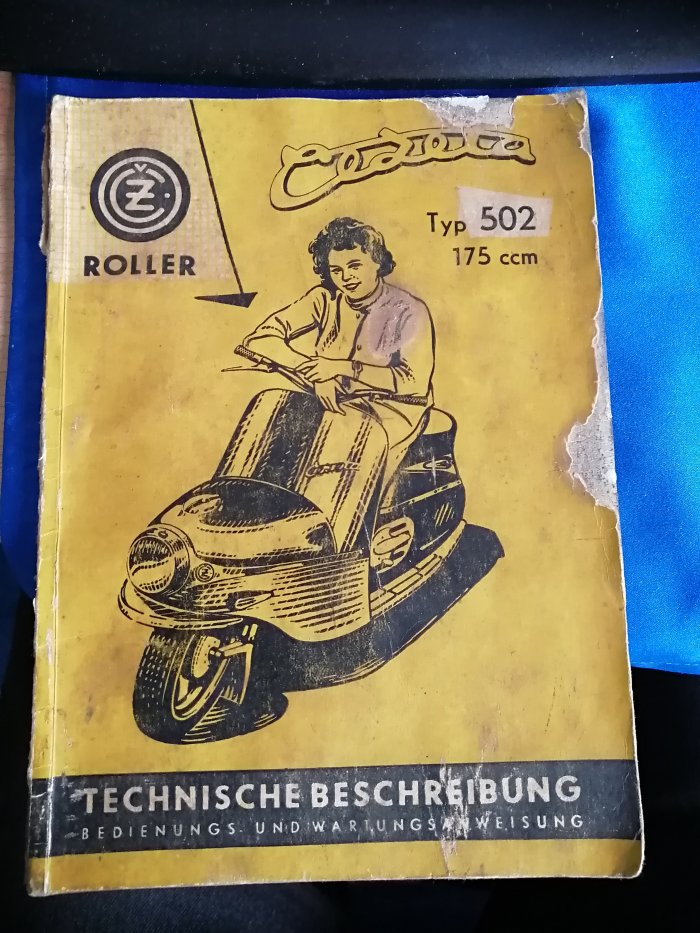 ČZ
ROLLER
Čezeta
Typ 502
175 ccm
TECHNISCHE BESCHREIBUNG
BEDIENUNGS- UND WARTUNGSANWEISUNG